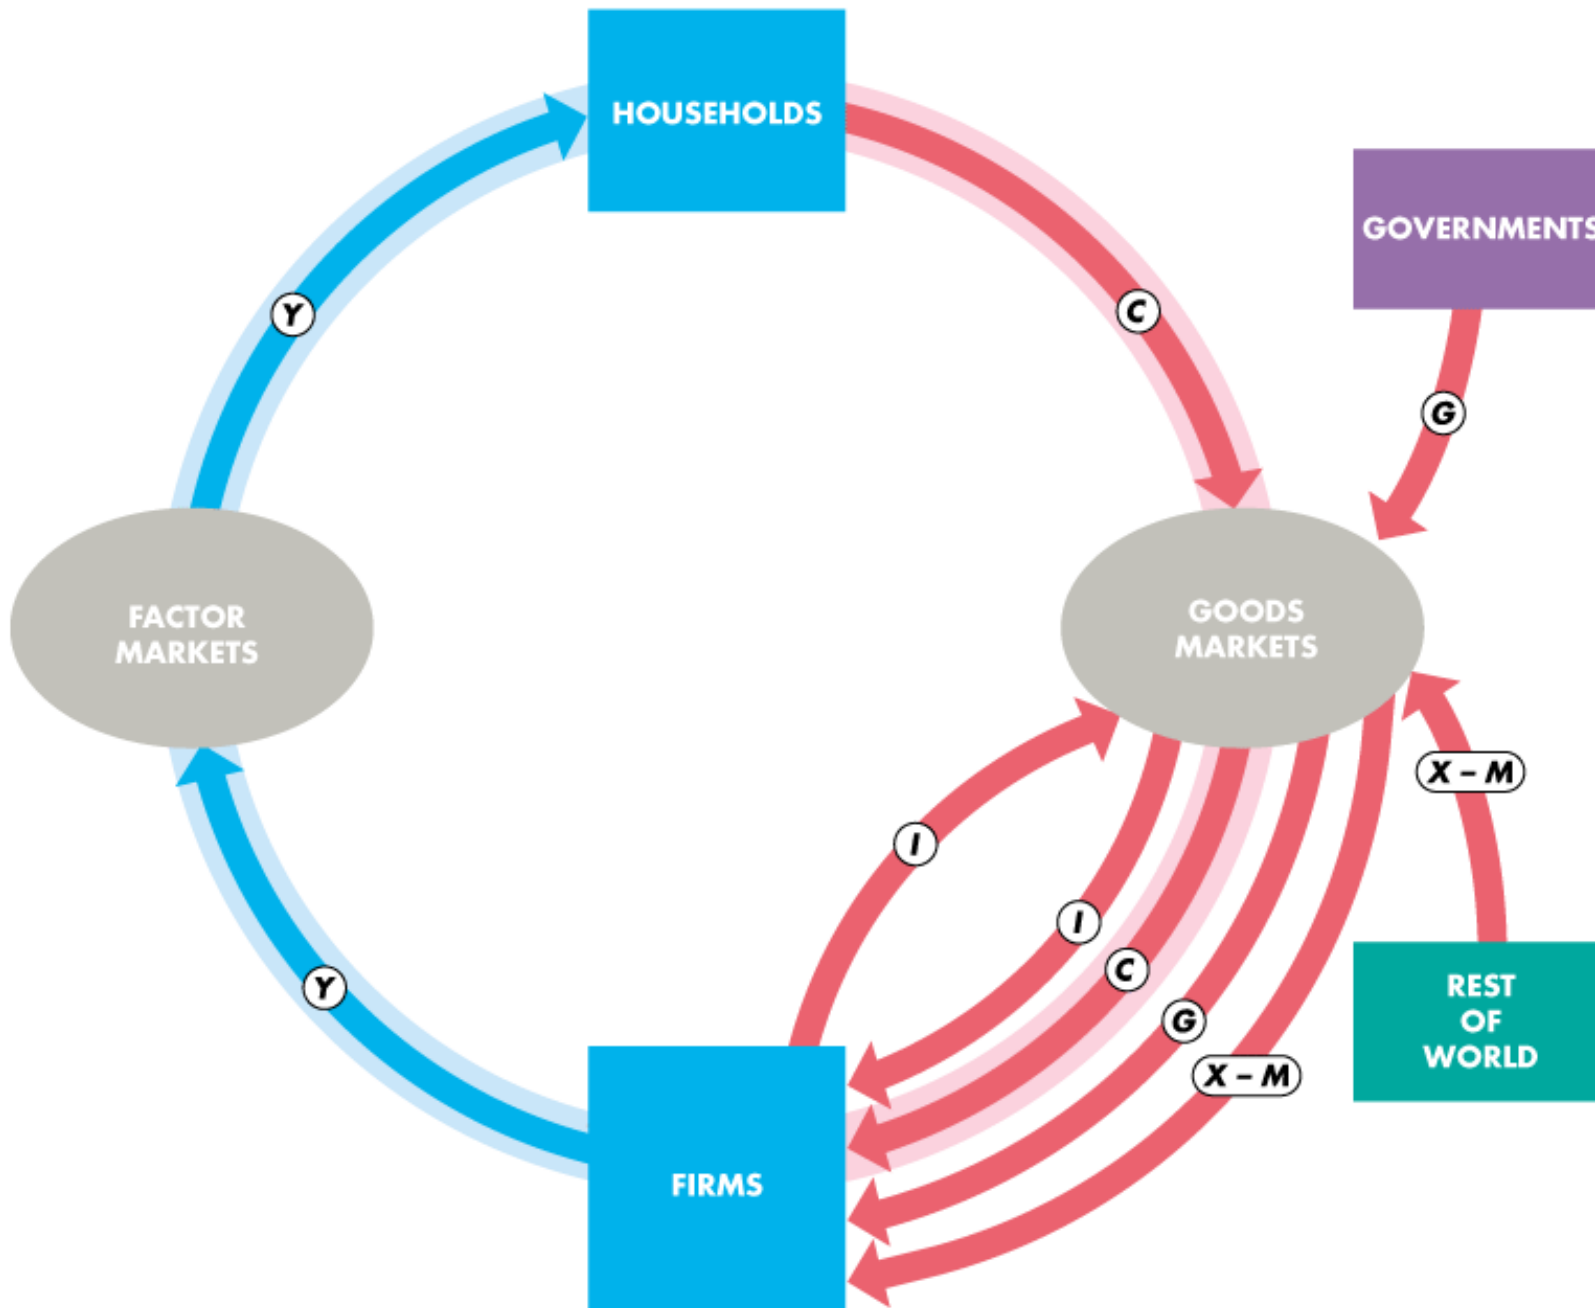 HOUSEHOLDS
GOVERNMENTS
Y
C
G
FACTOR
MARKETS
GOODS
MARKETS
X – M
I
I
C
Y
G
X – M
REST
OF
WORLD
FIRMS